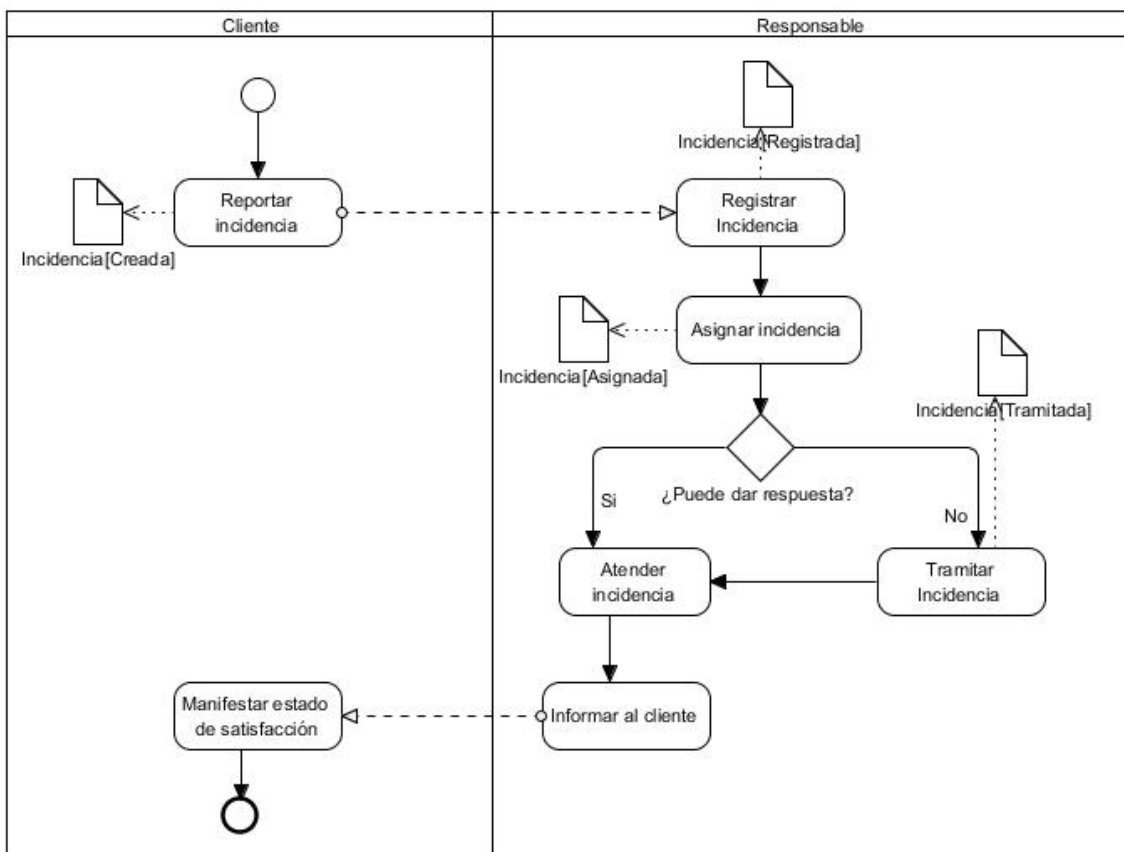 Cliente
Responsable
Incidencia[Registrada]
Reportar
incidencia
Registrar
Incidencia
Incidencia[Creada]
Asignar incidencia
Incidencia[Asignada]
Incidencia[Tramitada]
¿Puede dar respuesta?
Si
No
Atender
incidencia
Tramitar
Incidencia
Manifestar estado
de satisfacción
Informar al cliente